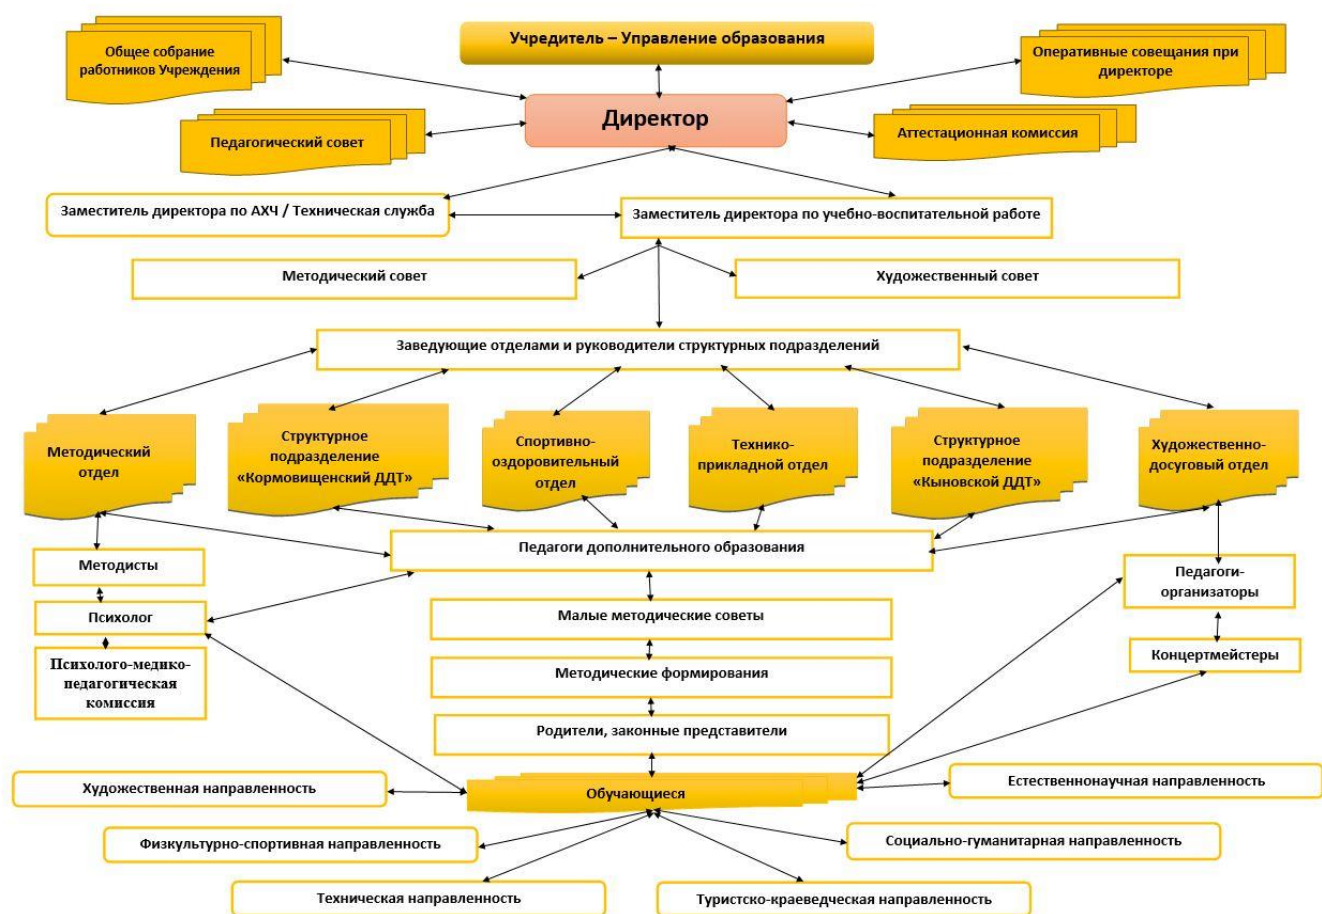 Учредитель – Управление образования
Общее собрание
работников Учреждения
Оперативные совещания при
директоре
Директор
Педагогический совет
Аттестационная комиссия
Заместитель директора по АХЧ / Техническая служба
Заместитель директора по учебно-воспитательной работе
Методический совет
Художественный совет
Заведующие отделами и руководители структурных подразделений
Методический
отдел
Структурное
подразделение
«Кормовищенский ДДТ»
Спортивно-
оздоровительный
отдел
Технико-
прикладной отдел
Структурное
подразделение
«Кыновской ДДТ»
Художественно-
досуговый отдел
Педагоги дополнительного образования
Методисты
Педагоги-
организаторы
Психолог
Малые методические советы
Психолого-медико-
педагогическая
комиссия
Концертмейстеры
Методические формирования
Родители, законные представители
Художественная направленность
Обучающиеся
Естественнонаучная направленность
Физкультурно-спортивная направленность
Социально-гуманитарная направленность
Техническая направленность
Туристско-краеведческая направленность